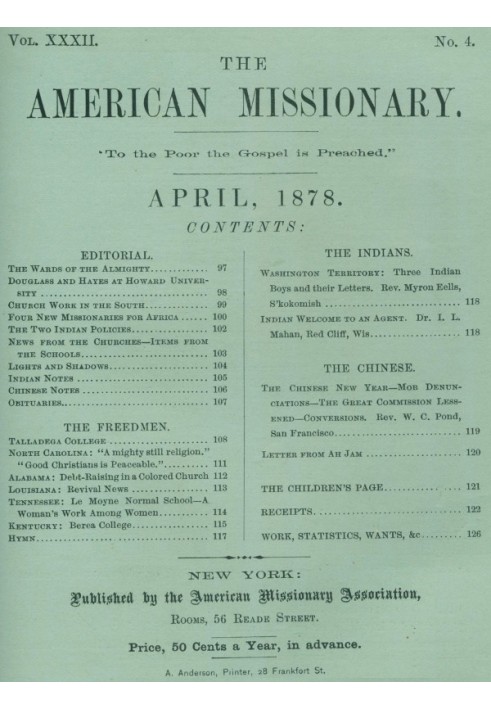 VOL. XXXII.
No. 4.
THE
AMERICAN MISSIONARY.
"To the Poor the Gospel is Preached."
APRIL, 1878.
CONTENTS:
EDITORIAL.
THE WARDS OF THE ALMIGHTY 97
DOUGLASS AND HAYES AT HOWARD UNIVER-
SITY 98
CHURCH WORK IN THE SOUTH 99
FOUR NEW MISSIONARIES FOR AFRICA 100
THE TWO INDIAN POLICIES 102
NEWS FROM THE CHURCHES—ITEMS FROM
THE SCHOOLS 103
LIGHTS AND SHADOWS 104
INDIAN NOTES 105
CHINESE NOTES 106
OBITUARIES 107
THE FREEDMEN.
TALLADEGA COLLEGE 108
NORTH CAROLINA: "A mighty still religion."
"Good Christians is Peaceable." 111
ALABAMA: Debt-Raising in a Colored Church 112
LOUISIANA: Revival News 113
TENNESSEE: Le Moyne Normal School—A
Woman's Work Among Women 114
KENTUCKY: Berea College 115
HYMN 117
THE INDIANS.
WASHINGTON TERRITORY: Three Indian
Boys and their Letters. Rev. Myron Eells,
S'kokomish 118
INDIAN WELCOME TO AN AGENT. Dr. I. L.
Mahan, Red Cliff, Wis 118
THE CHINESE.
THE CHINESE NEW YEAR—MOB DENUN-
CIATIONS—THE GREAT COMMISSION LESS-
ENED—CONVERSIONS. Rev. W. C. Pond,
San Francisco 119
LETTER FROM AH JAM 120
THE CHILDREN'S PAGE 121
RECEIPTS 122
WORK, STATISTICS, WANTS, &c 126
NEW YORK:
Published by the American Missionary Association,
ROOMS, 56 READE STREET.
Price, 50 Cents a Year, in advance.
A. Anderson, Printer, 28 Frankfort St.